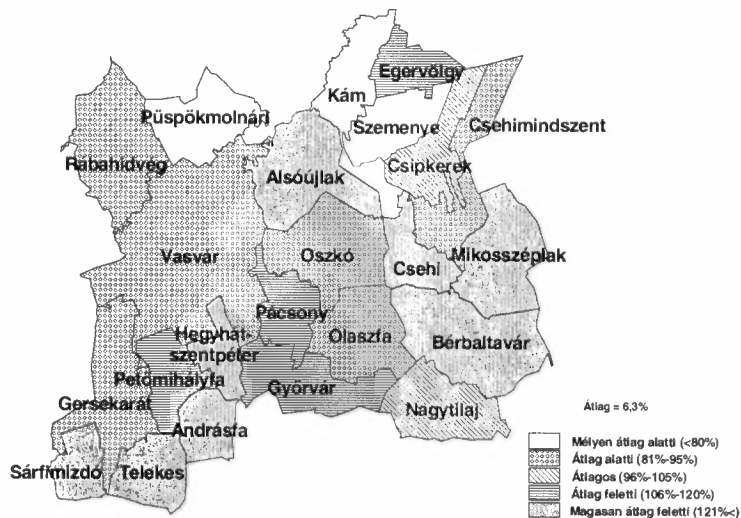 Egervölgy
Kám
Püspökmolnári
Szemenye
Csehimindszent
Rábahídvég
Csipkerek
Alsóújlak
Vasvár
Oszkó
Mikosszéplak
Csehi
Pácsony
Hegyhát-
szentpéter
Olaszfa
Bérbaltavár
Petőmihályfa
Győrvár
Gersekarát
Nagytilaj
Andrásfa
Sárfimizdó
Telekes
Átlag = 6,3%
Mélyen átlag alatti (<80%)
Átlag alatti (81%-95%)
Átlagos (96%-105%)
Átlag feletti (106%-120%)
Magasan átlag feletti (121%<)